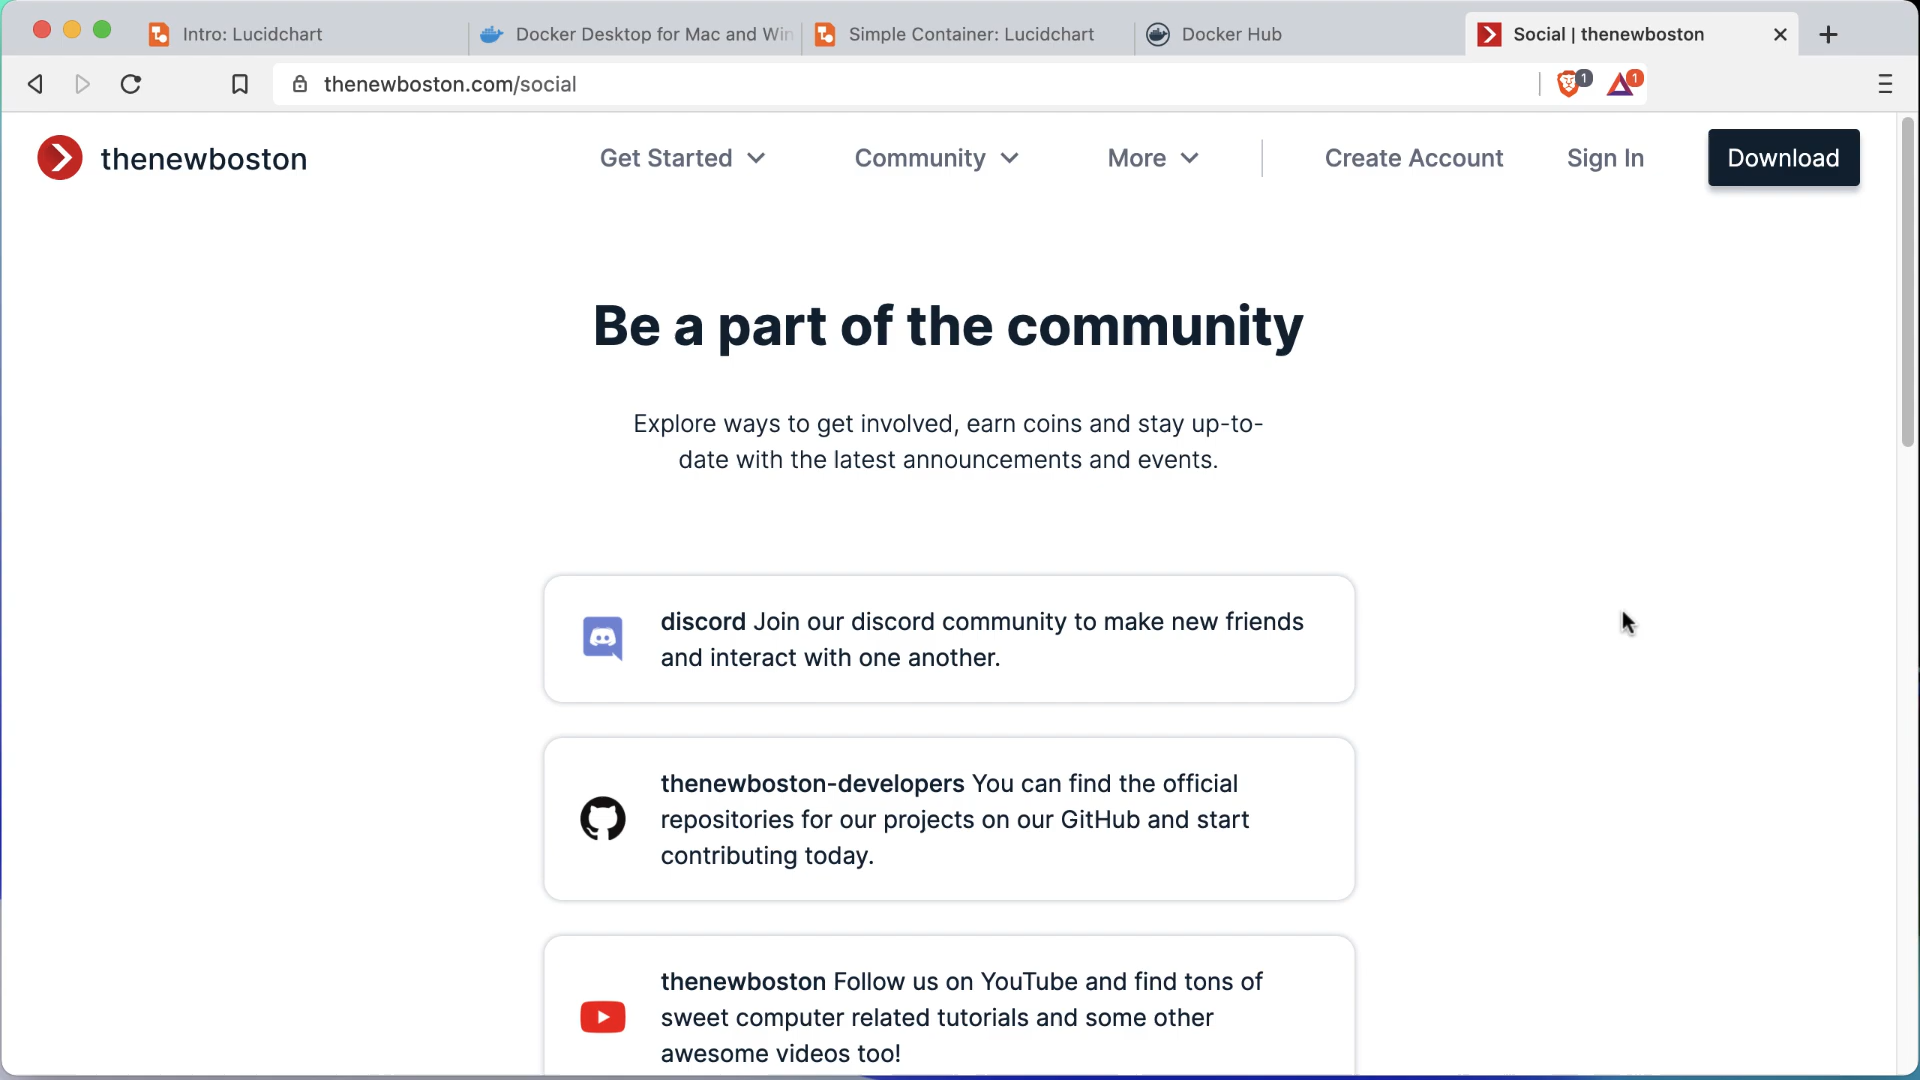 Intro: Lucidchart
Docker Desktop for Mac and Win
Simple Container: Lucidchart
Docker Hub
Social | thenewboston
thenewboston.com/social
1
1
thenewboston
Get Started
Community
More
Create Account
Sign In
Download
Be a part of the community
Explore ways to get involved, earn coins and stay up-to-
date with the latest announcements and events.
discord Join our discord community to make new friends
and interact with one another.
thenewboston-developers You can find the official
repositories for our projects on our GitHub and start
contributing today.
thenewboston Follow us on YouTube and find tons of
sweet computer related tutorials and some other
awesome videos too!